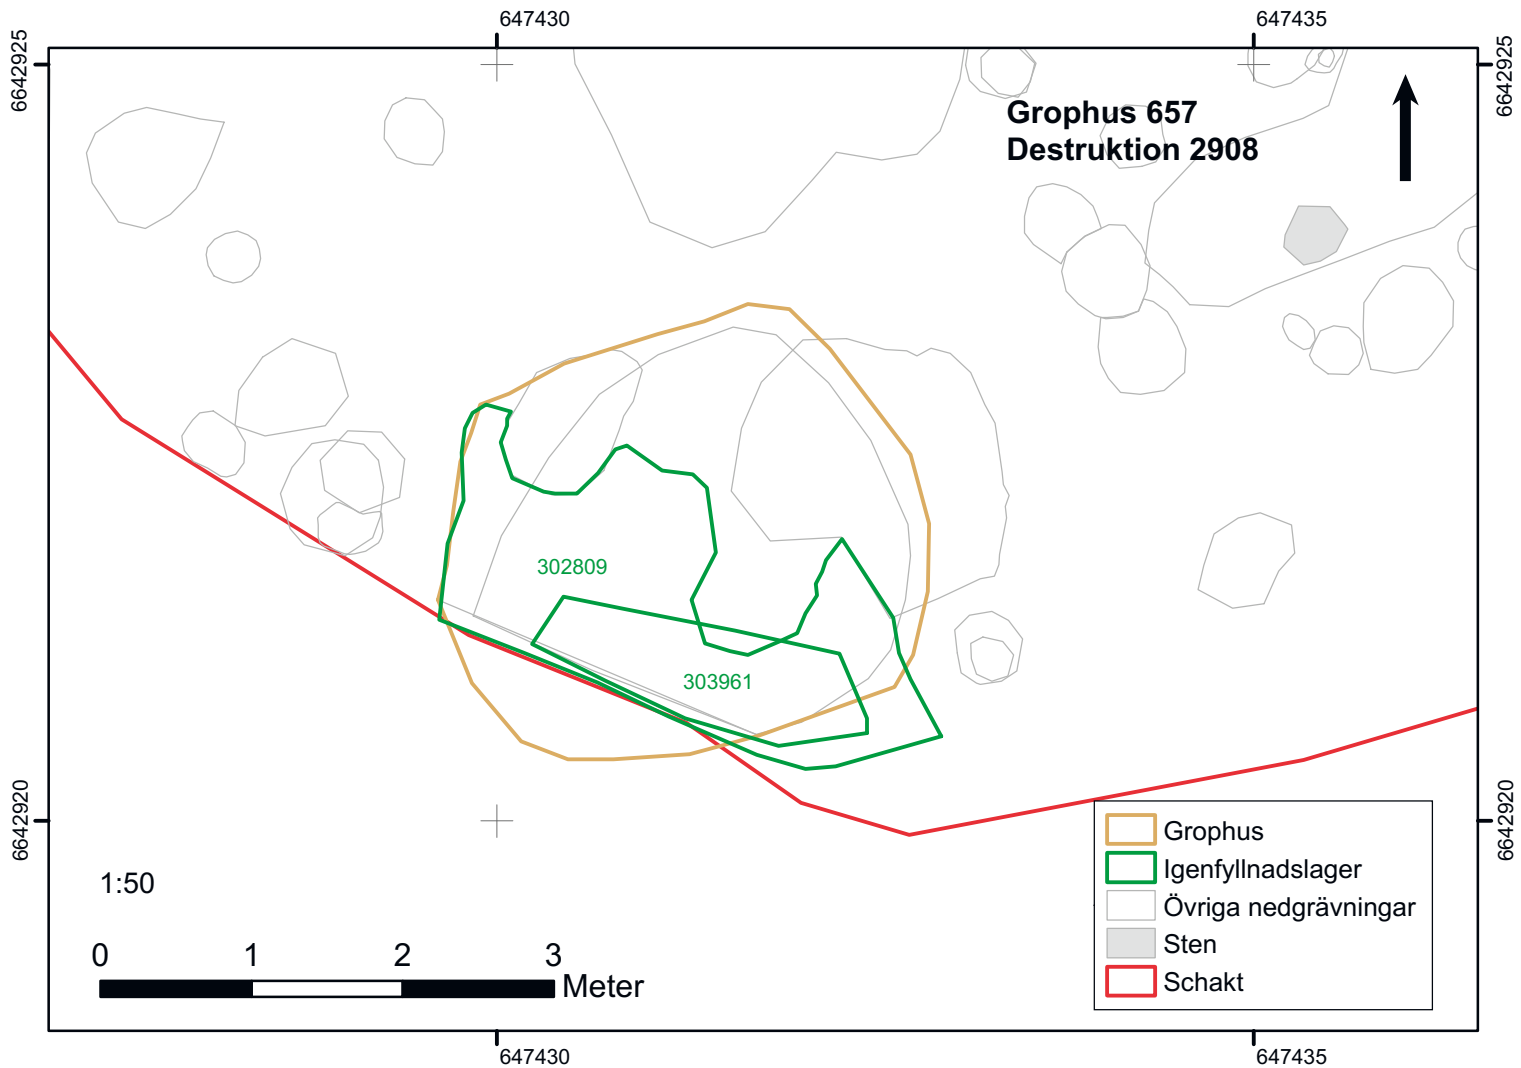 647430
647435
6642925
6642925
Grophus 657
Destruktion 2908
302809
303961
6642920
6642920
Grophus
Igenfyllnadslager
Övriga nedgrävningar
Sten
Schakt
1:50
0 1 2 3
Meter
647430
647435